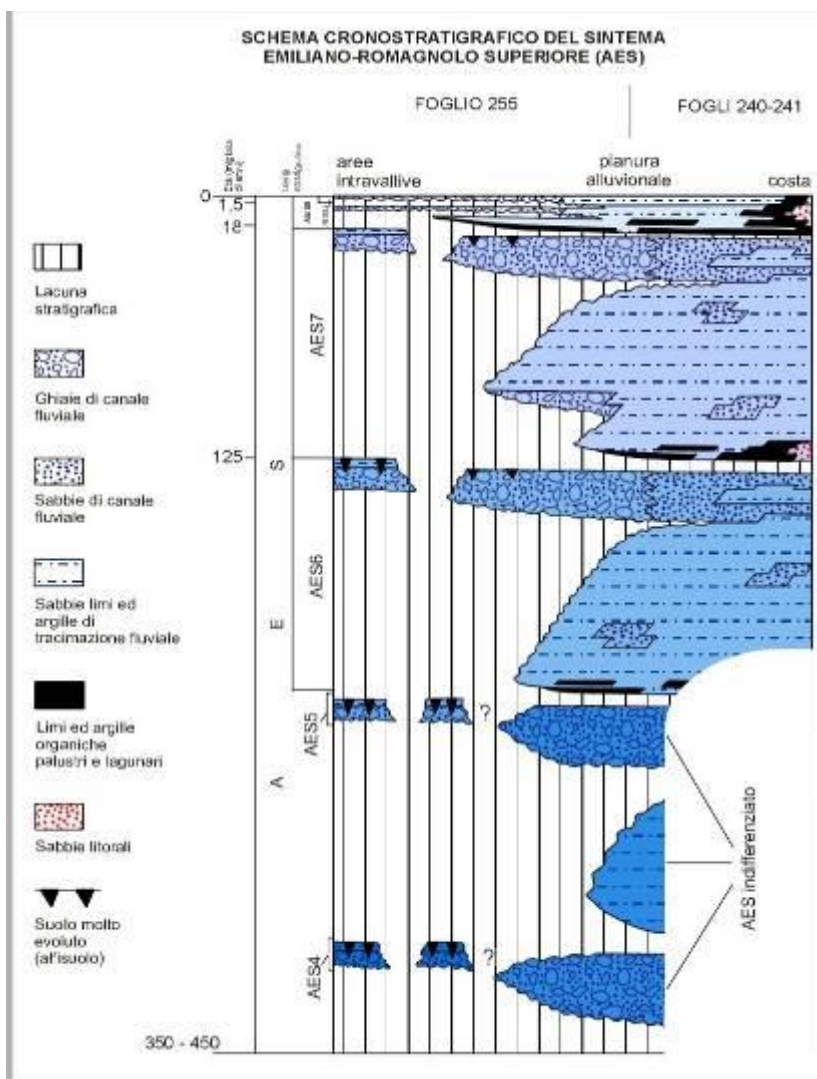 SCHEMA CRONOSTRATIGRAFICO DEL SINTEMA
EMILIANO-ROMAGNOLO SUPERIORE (AES)
FOGLIO 255
FOGLI 240-241
aree
intravallive
pianura
alluvionale
costa
0
1.5
18
125
350 - 450
AES7
AES6
AES5
AES4
S
E
A
?
?
AES indifferenziato
Lacuna
stratigrafica
Ghiaie di canale
fluviale
Sabbie di canale
fluviale
Sabbie limi ed
argille di
tracimazione fluviale
Limi ed argille
organiche
palustri e lagunari
Sabbie litorali
Suolo molto
evoluto
(alfisuolo)